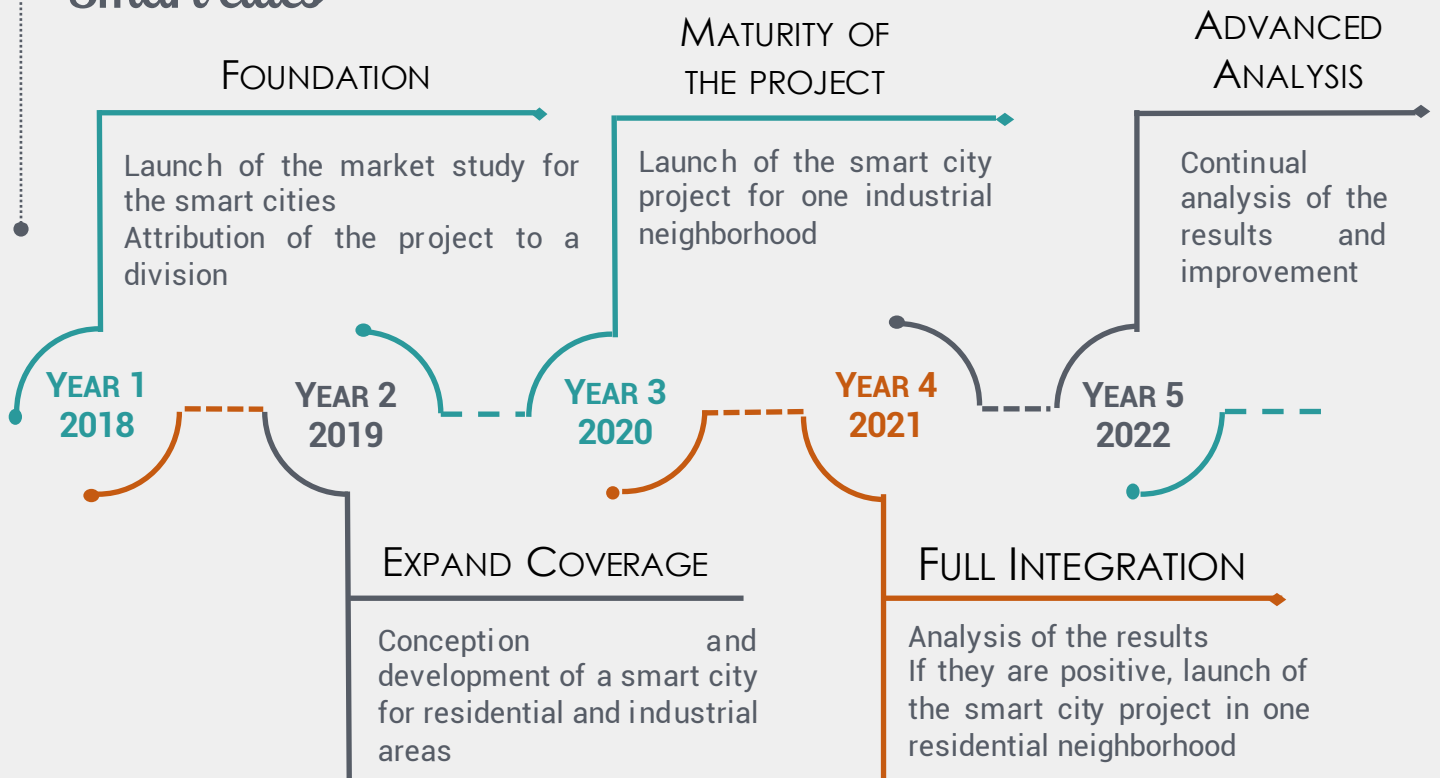 Smart cities
FOUNDATION
Launch of the market study for
the smart cities
Attribution of the project to a
division
MATURITY OF
THE PROJECT
Launch of the smart city
project for one industrial
neighborhood
ADVANCED
ANALYSIS
Continual
analysis of the
results and
improvement
YEAR 1
2018
YEAR 2
2019
YEAR 3
2020
YEAR 4
2021
YEAR 5
2022
EXPAND COVERAGE
Conception and
development of a smart city
for residential and industrial
areas
FULL INTEGRATION
Analysis of the results
If they are positive, launch of
the smart city project in one
residential neighborhood